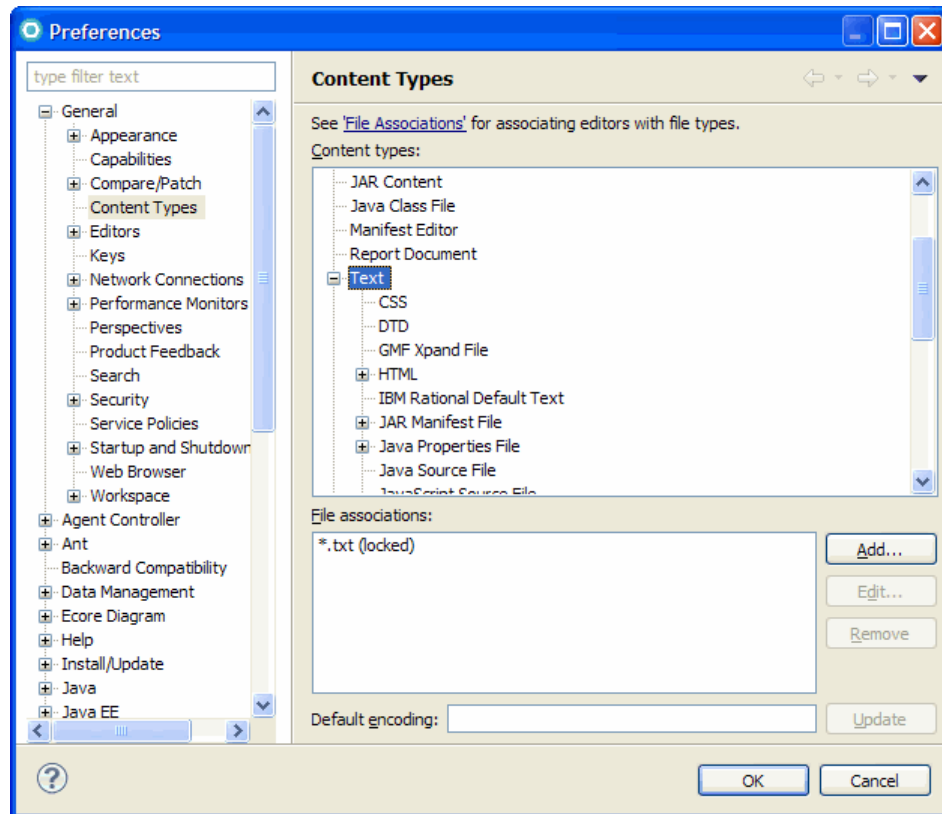 Preferences
type filter text
General
Appearance
Capabilities
Compare/Patch
Content Types
Editors
Keys
Network Connections
Performance Monitors
Perspectives
Product Feedback
Search
Security
Service Policies
Startup and Shutdown
Web Browser
Workspace
Agent Controller
Ant
Backward Compatibility
Data Management
Ecore Diagram
Help
Install/Update
Java
Java EE
Content Types
See 'File Associations' for associating editors with file types.
Content types:
JAR Content
Java Class File
Manifest Editor
Report Document
Text
CSS
DTD
GMF Xpand File
HTML
IBM Rational Default Text
JAR Manifest File
Java Properties File
Java Source File
JavaScript Source File
File associations:
*.txt (locked)
Add...
Edit...
Remove
Default encoding:
Update
OK
Cancel